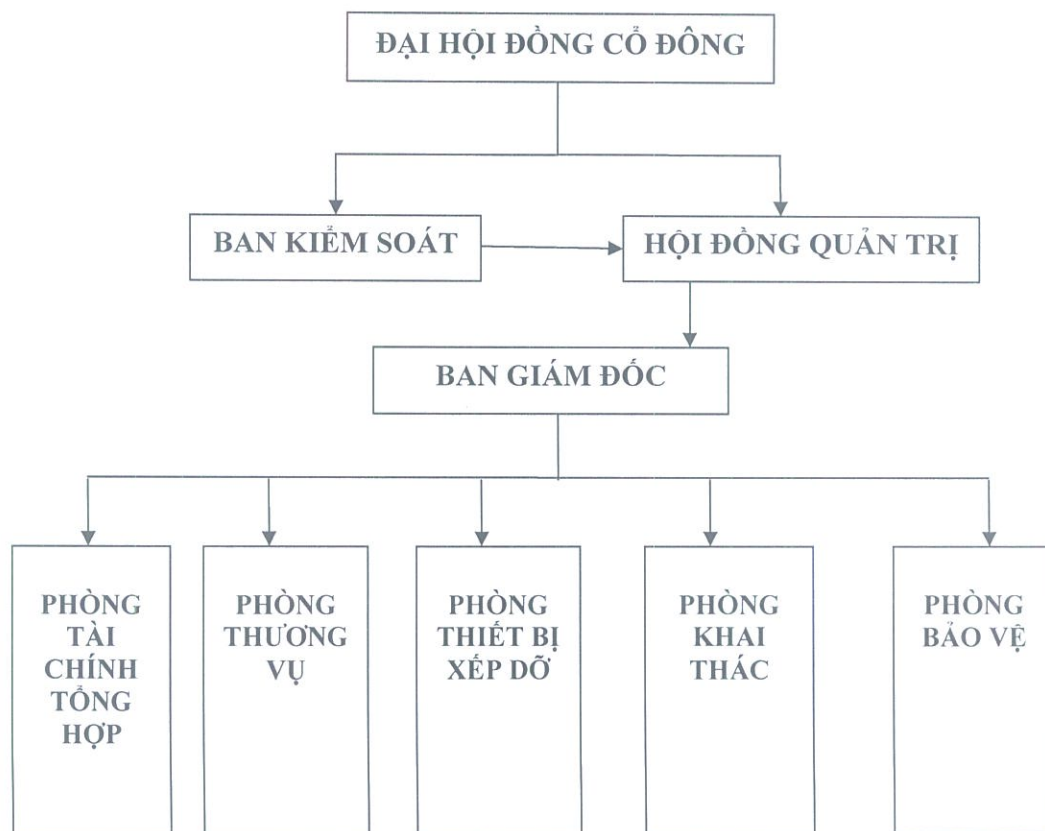 ĐẠI HỘI ĐỒNG CỔ ĐÔNG
BAN KIỂM SOÁT
HỘI ĐỒNG QUẢN TRỊ
BAN GIÁM ĐỐC
PHÒNG
TÀI
CHÍNH
TỔNG
HỢP
PHÒNG
THƯƠNG
VỤ
PHÒNG
THIẾT BỊ
XẾP DỠ
PHÒNG
KHAI
THÁC
PHÒNG
BẢO VỆ